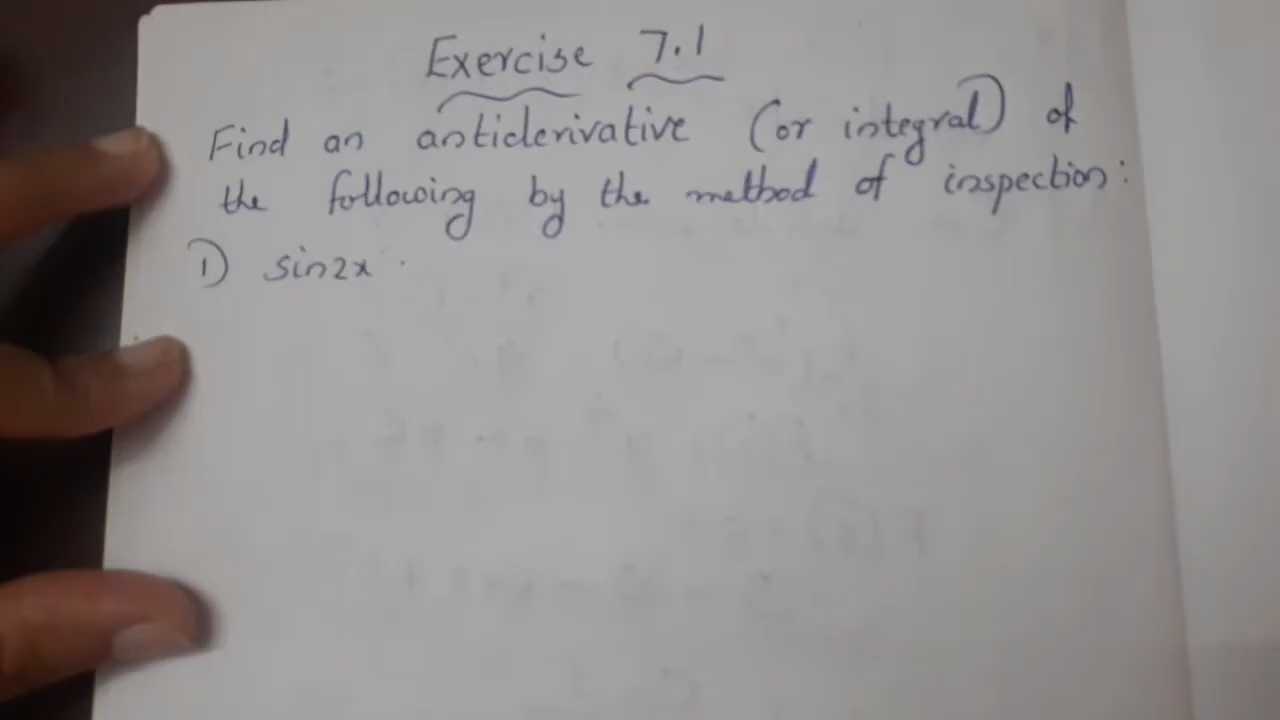 Exercise 7.1
Find an antiderivative (or integral) of
the following by the method of inspection:
1) sin2x .